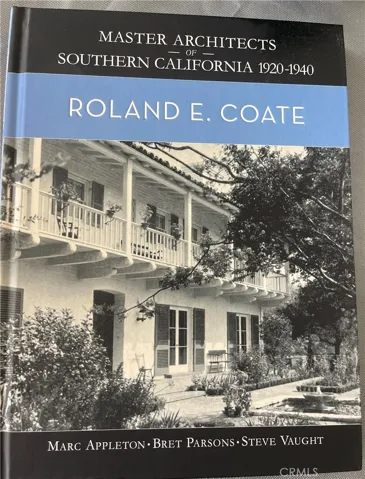 MASTER ARCHITECTS
— OF —
SOUTHERN CALIFORNIA 1920-1940
ROLAND E. COATE
MARC APPLETON • BRET PARSONS • STEVE VAUGHT
CRMLS